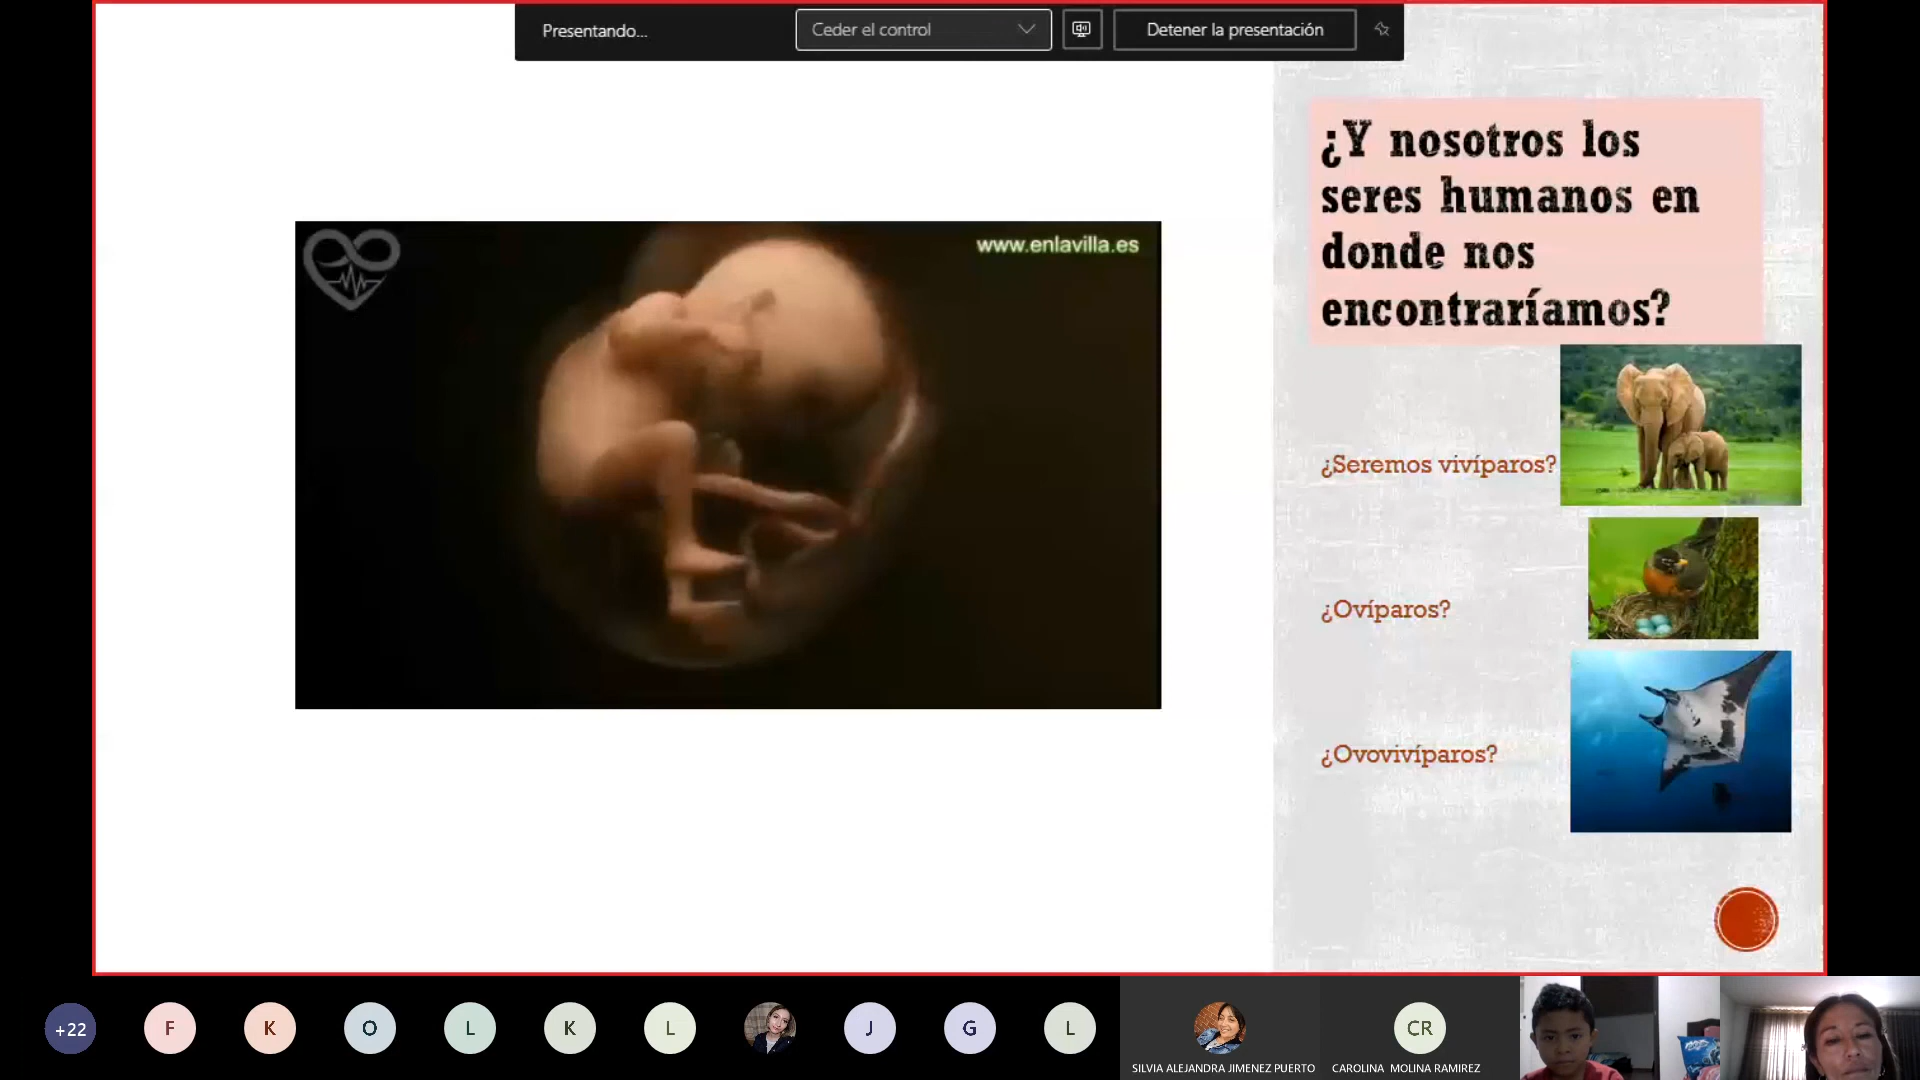 Presentando...
Ceder el control
Detener la presentación
www.enlavilla.es
¿Y nosotros los
seres humanos en
donde nos
encontraríamos?
¿Seremos vivíparos?
¿Ovíparos?
¿Ovovivíparos?
+22
F
K
O
L
K
L
J
G
L
SILVIA ALEJANDRA JIMENEZ PUERTO
CR
CAROLINA MOLINA RAMIREZ